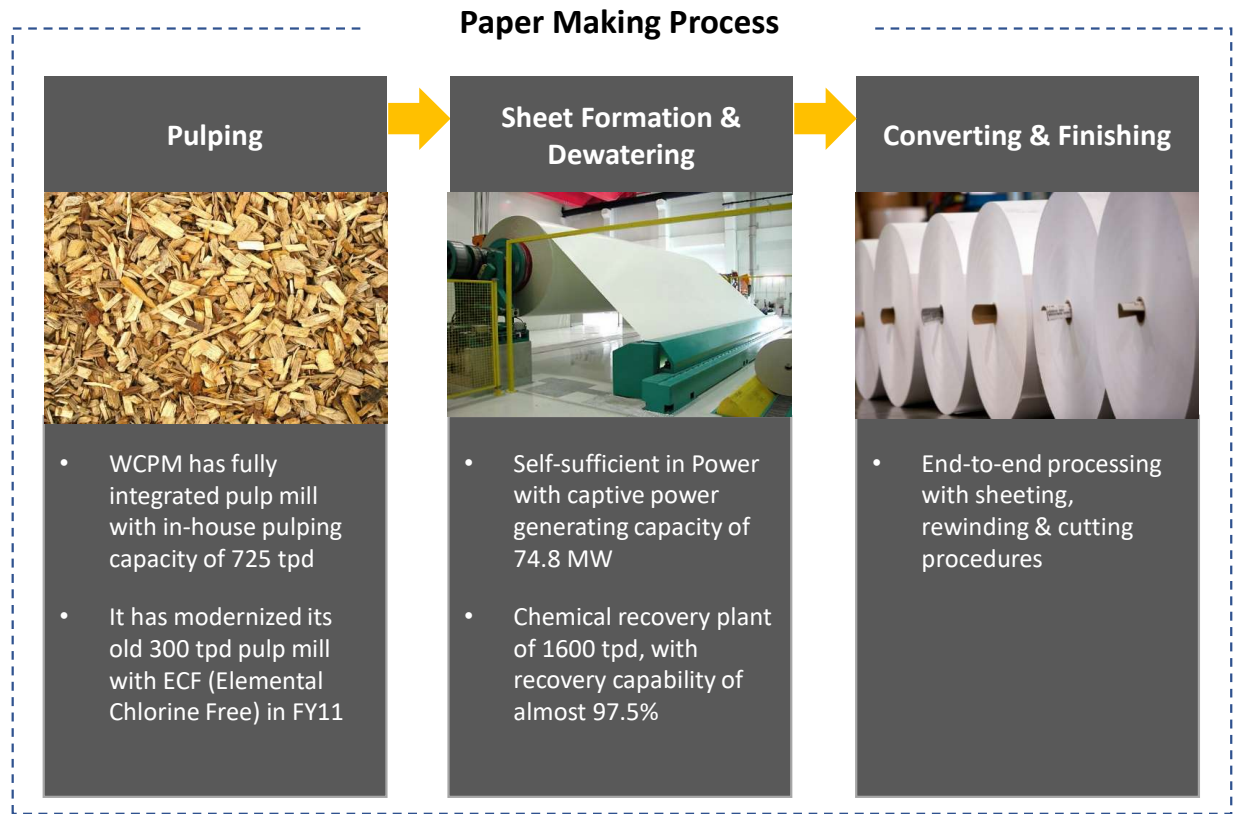 Paper Making Process
Pulping
• WCPM has fully
integrated pulp mill
with in-house pulping
capacity of 725 tpd
• It has modernized its
old 300 tpd pulp mill
with ECF (Elemental
Chlorine Free) in FY11
Sheet Formation &
Dewatering
• Self-sufficient in Power
with captive power
generating capacity of
74.8 MW
• Chemical recovery plant
of 1600 tpd, with
recovery capability of
almost 97.5%
Converting & Finishing
• End-to-end processing
with sheeting,
rewinding & cutting
procedures